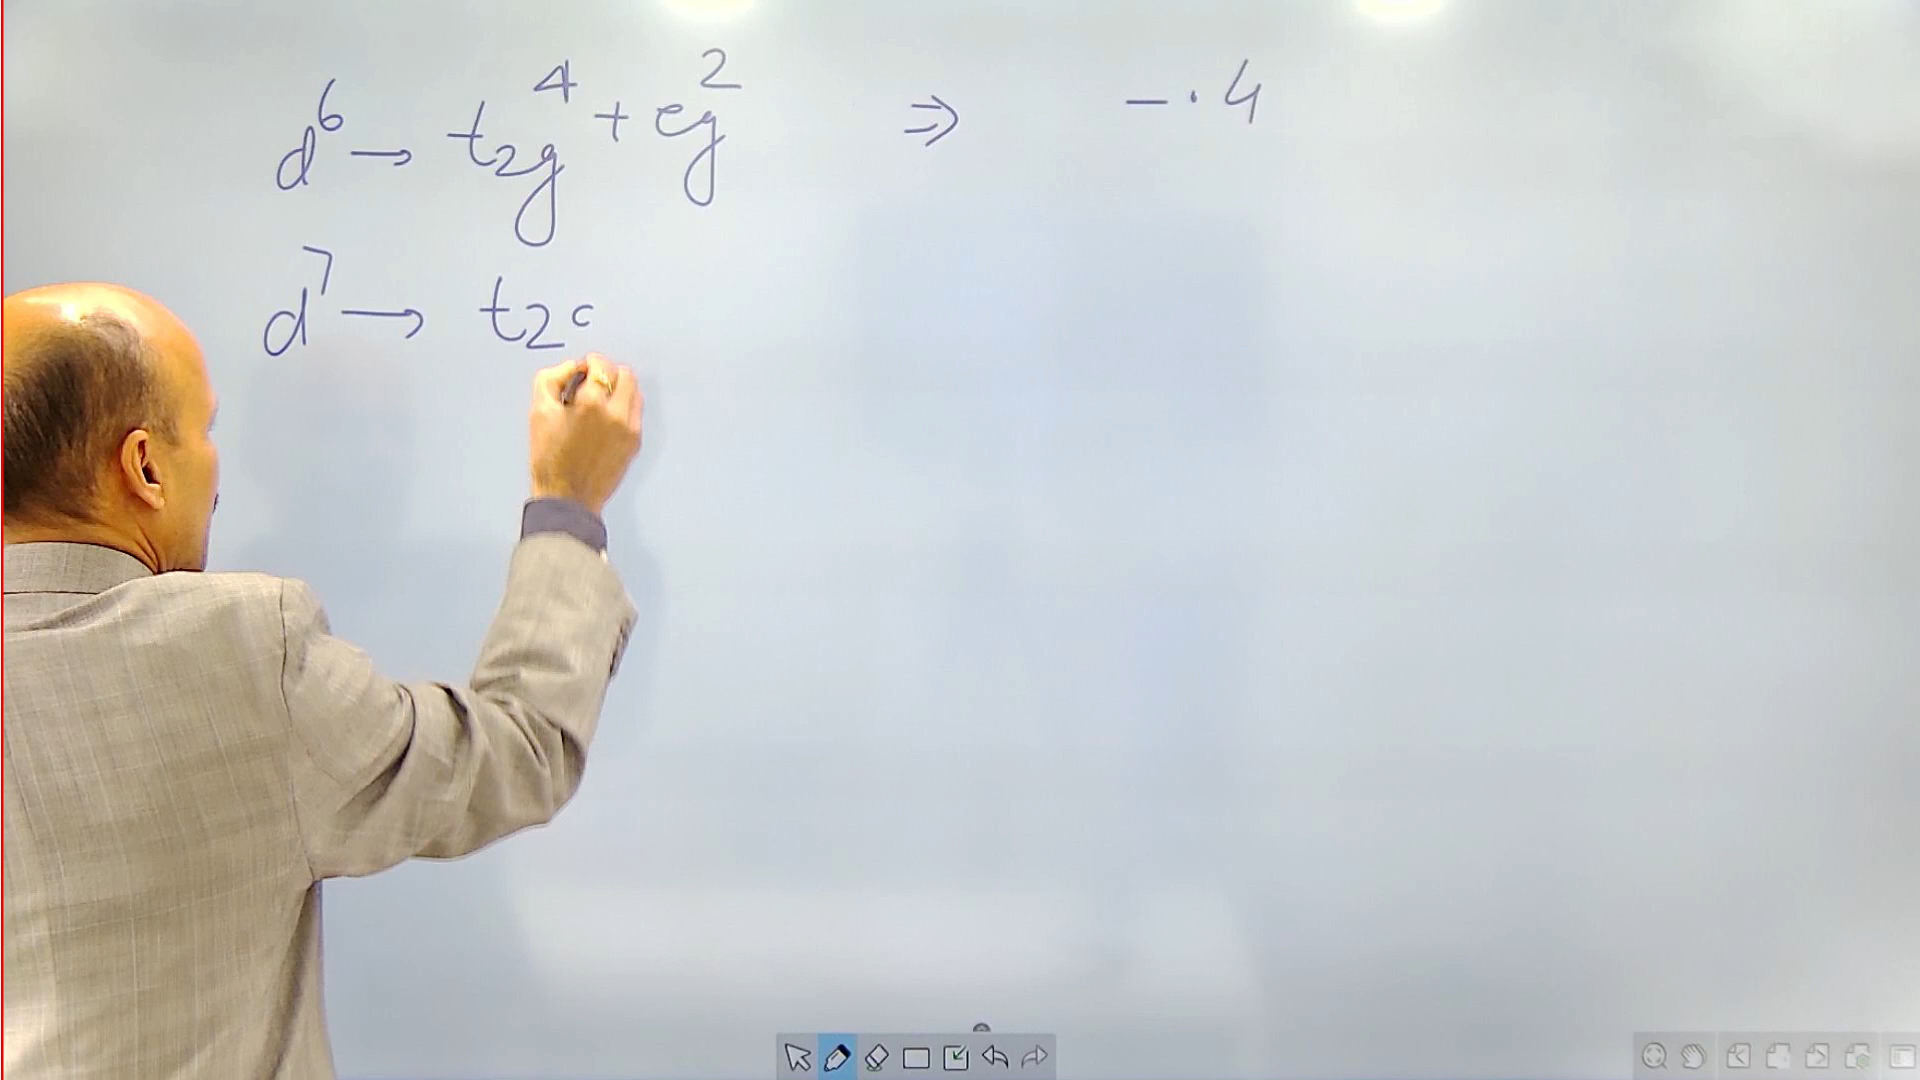 d⁶ → t₂g⁴ + eg² ⇒ -.4
d⁷ → t₂